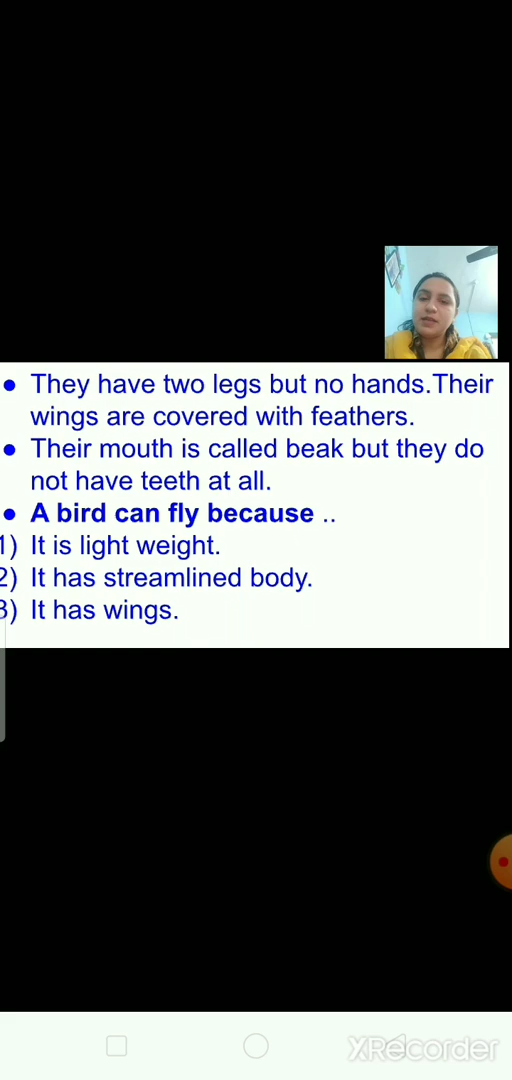 ● They have two legs but no hands.Their
wings are covered with feathers.
● Their mouth is called beak but they do
not have teeth at all.
● A bird can fly because ..
1) It is light weight.
2) It has streamlined body.
3) It has wings.
XRecorder